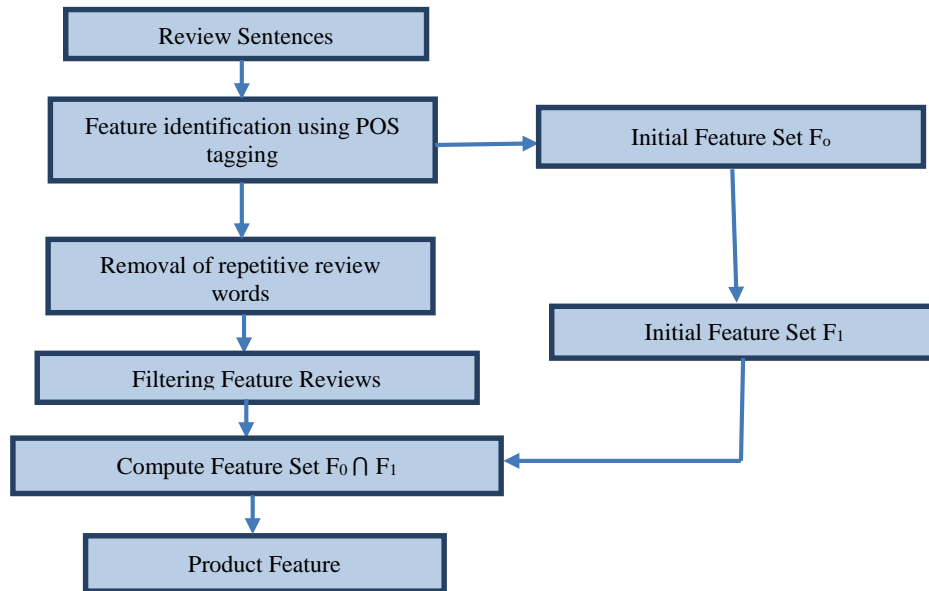 Review Sentences
Feature identification using POS
tagging
Initial Feature Set Fₒ
Removal of repetitive review
words
Initial Feature Set F₁
Filtering Feature Reviews
Compute Feature Set F₀ ⋂ F₁
Product Feature